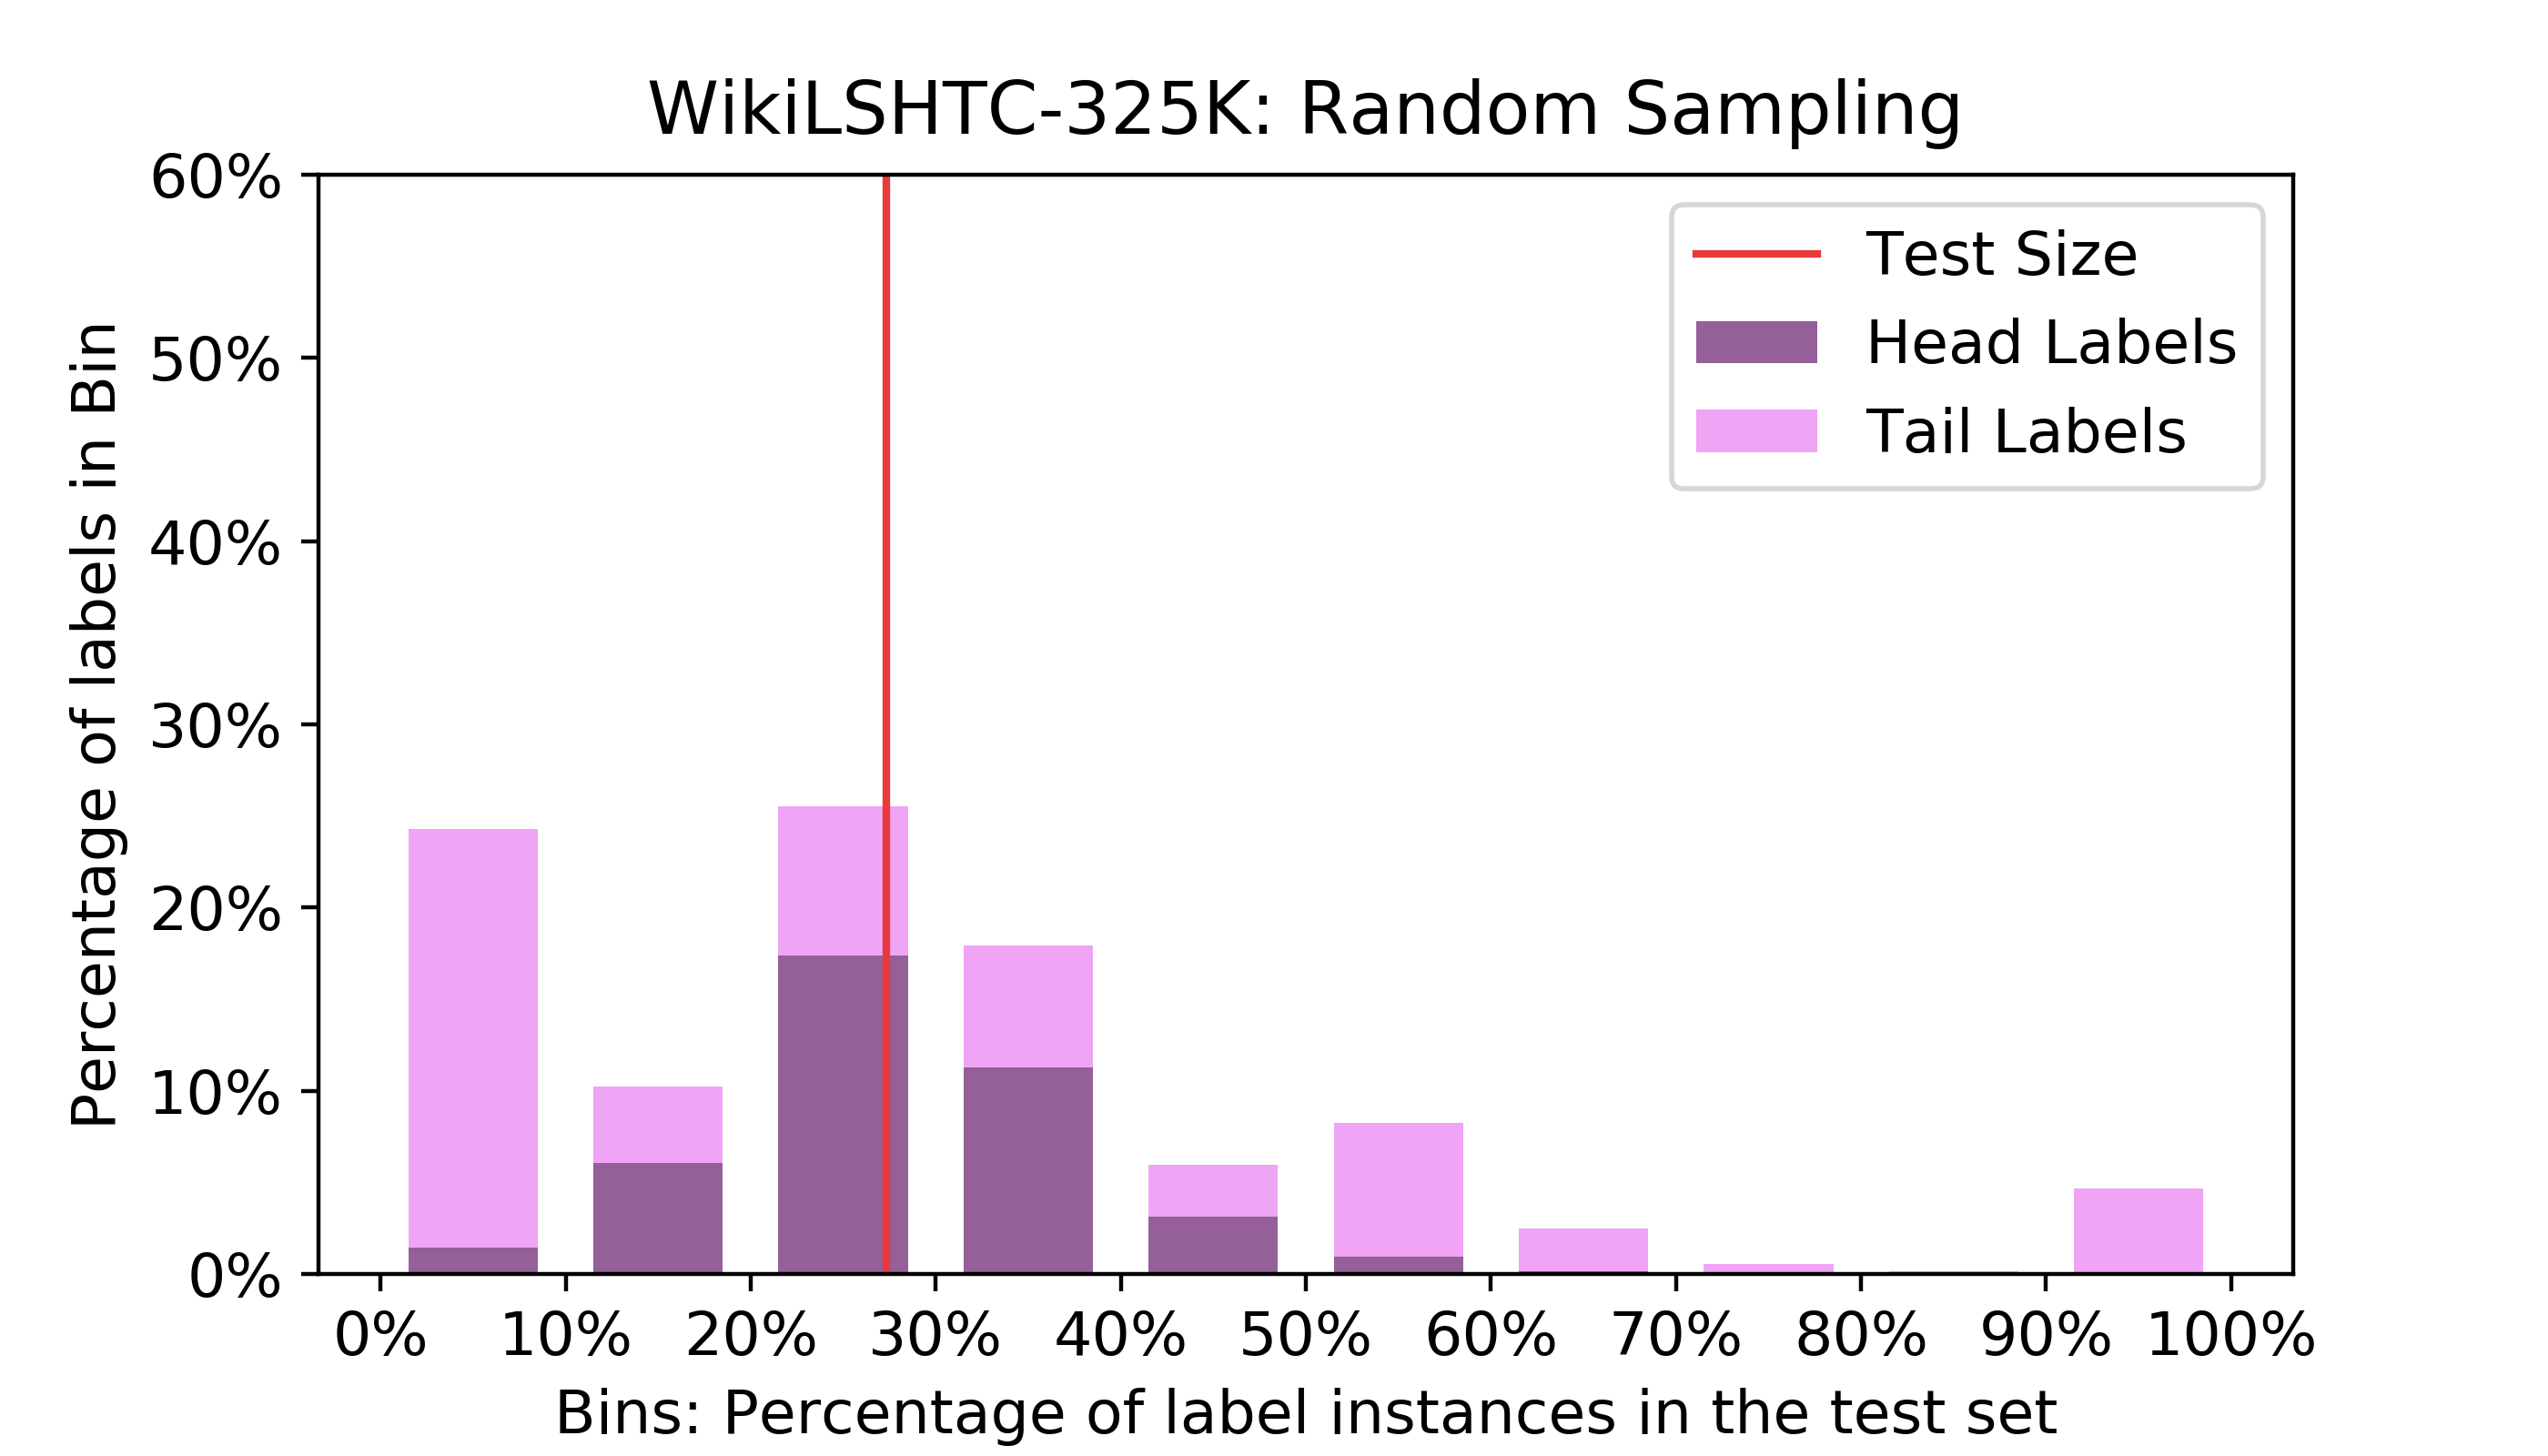 WikiLSHTC-325K: Random Sampling
60%
50%
40%
30%
20%
10%
0%
Percentage of labels in Bin
Test Size
Head Labels
Tail Labels
0% 10% 20% 30% 40% 50% 60% 70% 80% 90% 100%
Bins: Percentage of label instances in the test set